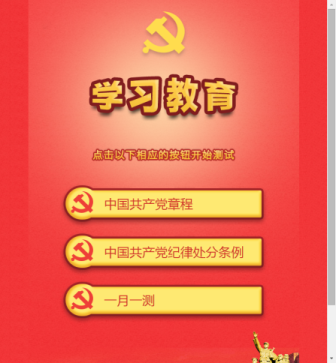 学习教育
点击以下相应的按钮开始测试
中国共产党章程
中国共产党纪律处分条例
一月一测